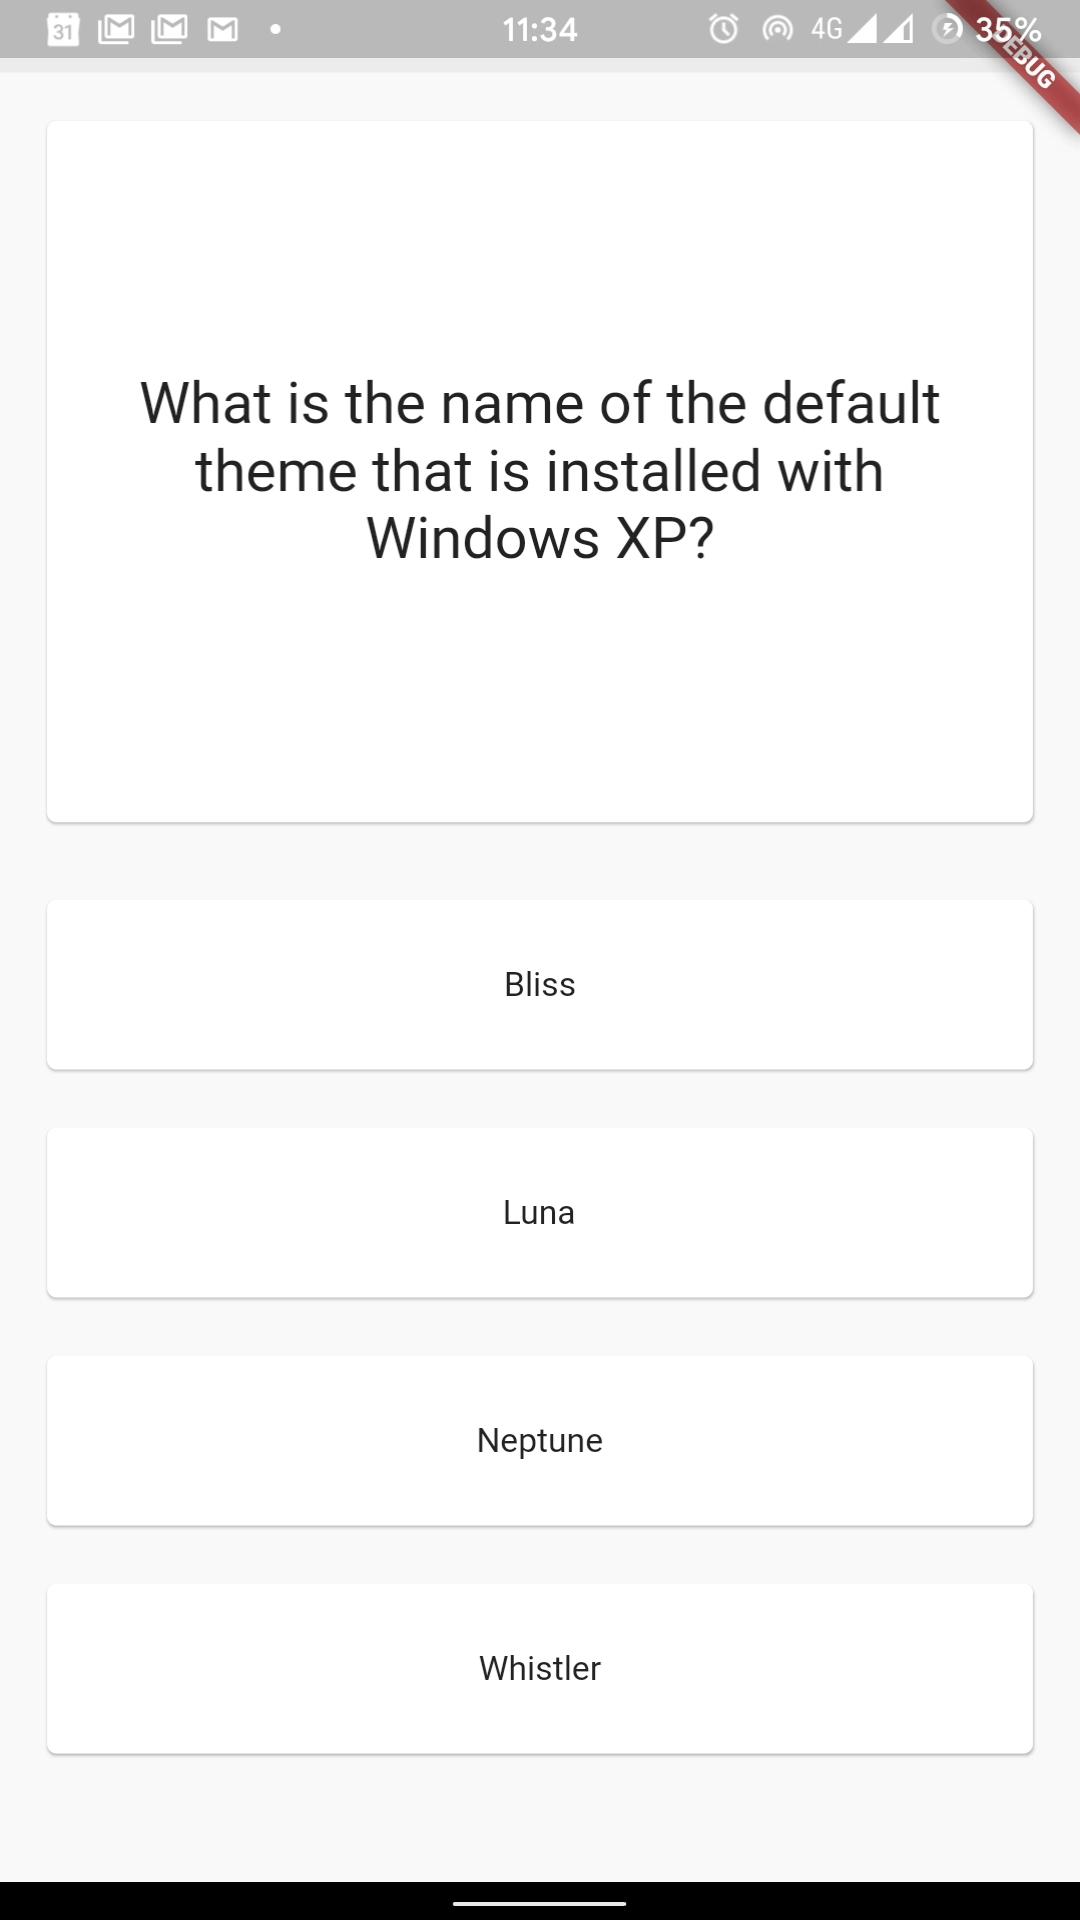 31 11:34 4G 35%
DEBUG
What is the name of the default
theme that is installed with
Windows XP?
Bliss
Luna
Neptune
Whistler